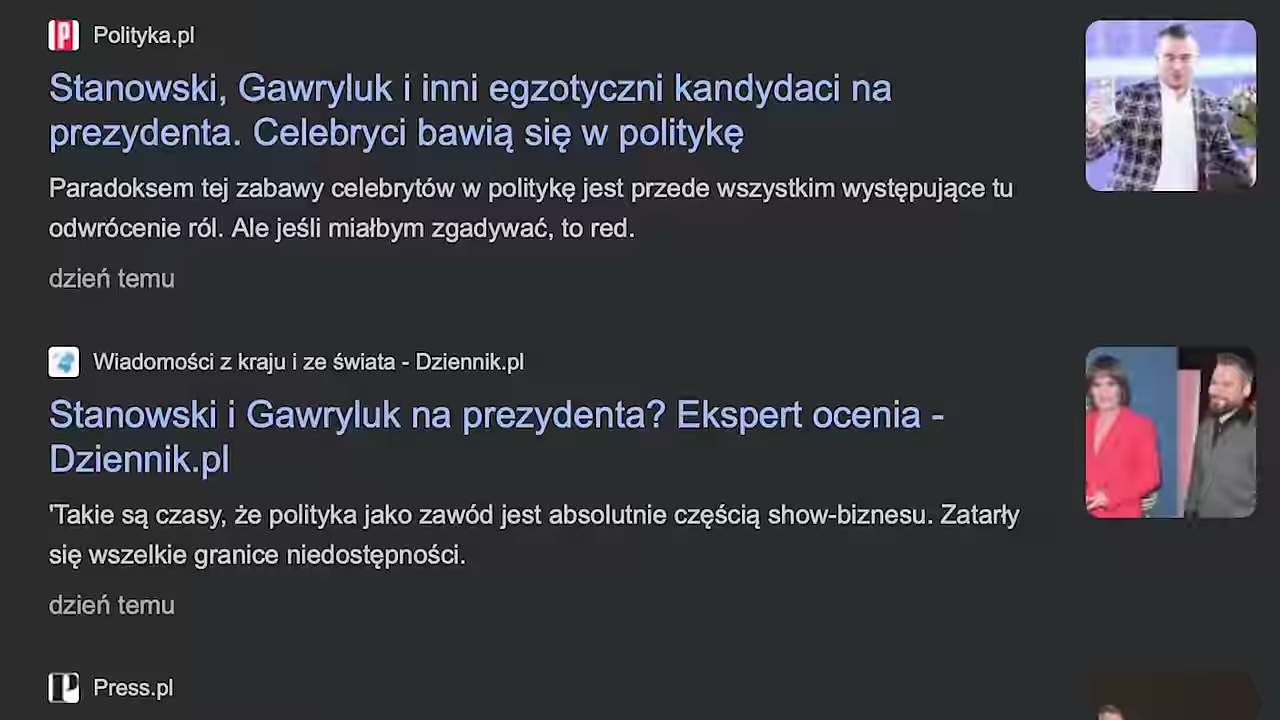 Polityka.pl
Stanowski, Gawryluk i inni egzotyczni kandydaci na
prezydenta. Celebryci bawią się w politykę
Paradoksem tej zabawy celebrytów w politykę jest przede wszystkim występujące tu
odwrócenie ról. Ale jeśli miałbym zgadywać, to red.
dzień temu
Wiadomości z kraju i ze świata - Dziennik.pl
Stanowski i Gawryluk na prezydenta? Ekspert ocenia -
Dziennik.pl
'Takie są czasy, że polityka jako zawód jest absolutnie częścią show-biznesu. Zatarły
się wszelkie granice niedostępności.
dzień temu
Press.pl